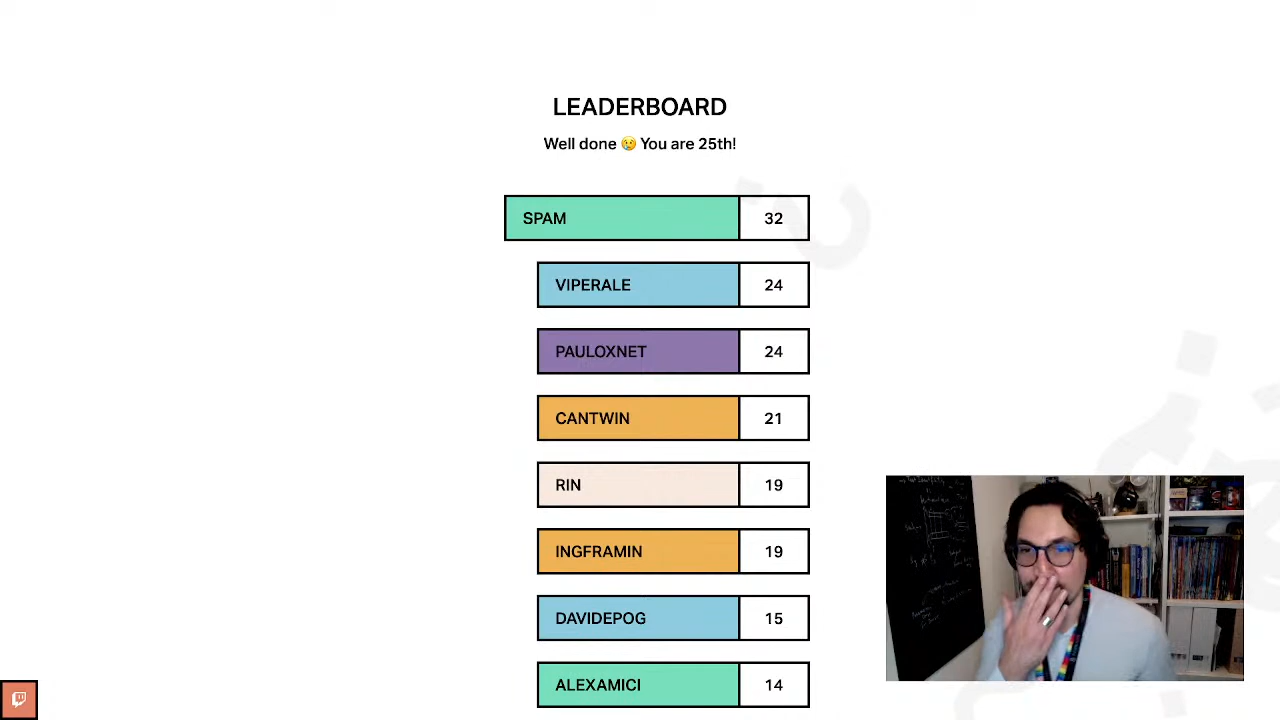 LEADERBOARD
Well done 😢 You are 25th!
SPAM 32
VIPERALE 24
PAULOXNET 24
CANTWIN 21
RIN 19
INGFRAMIN 19
DAVIDEPOG 15
ALEXAMICI 14